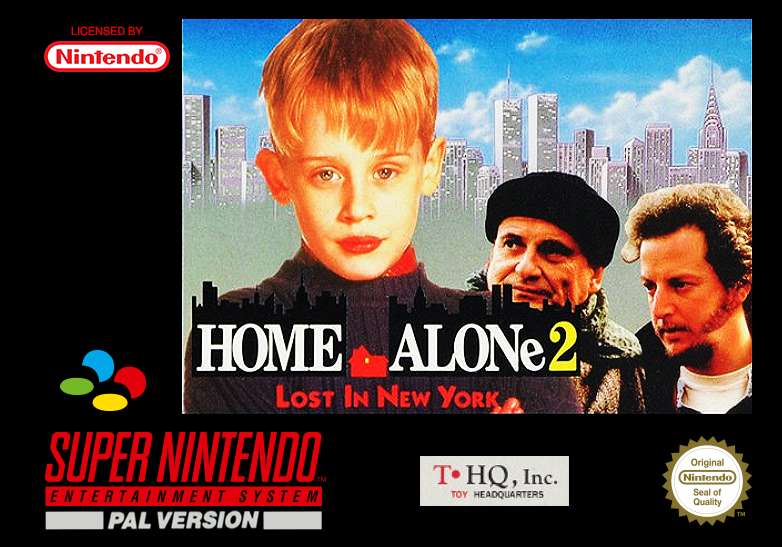 LICENSED BY
Nintendo®
HOME ALONe 2
LOST IN NEW YORK
SUPER NINTENDO™
ENTERTAINMENT SYSTEM
PAL VERSION
T•HQ, Inc.
TOY HEADQUARTERS
Original
Nintendo
Seal of
Quality
TM